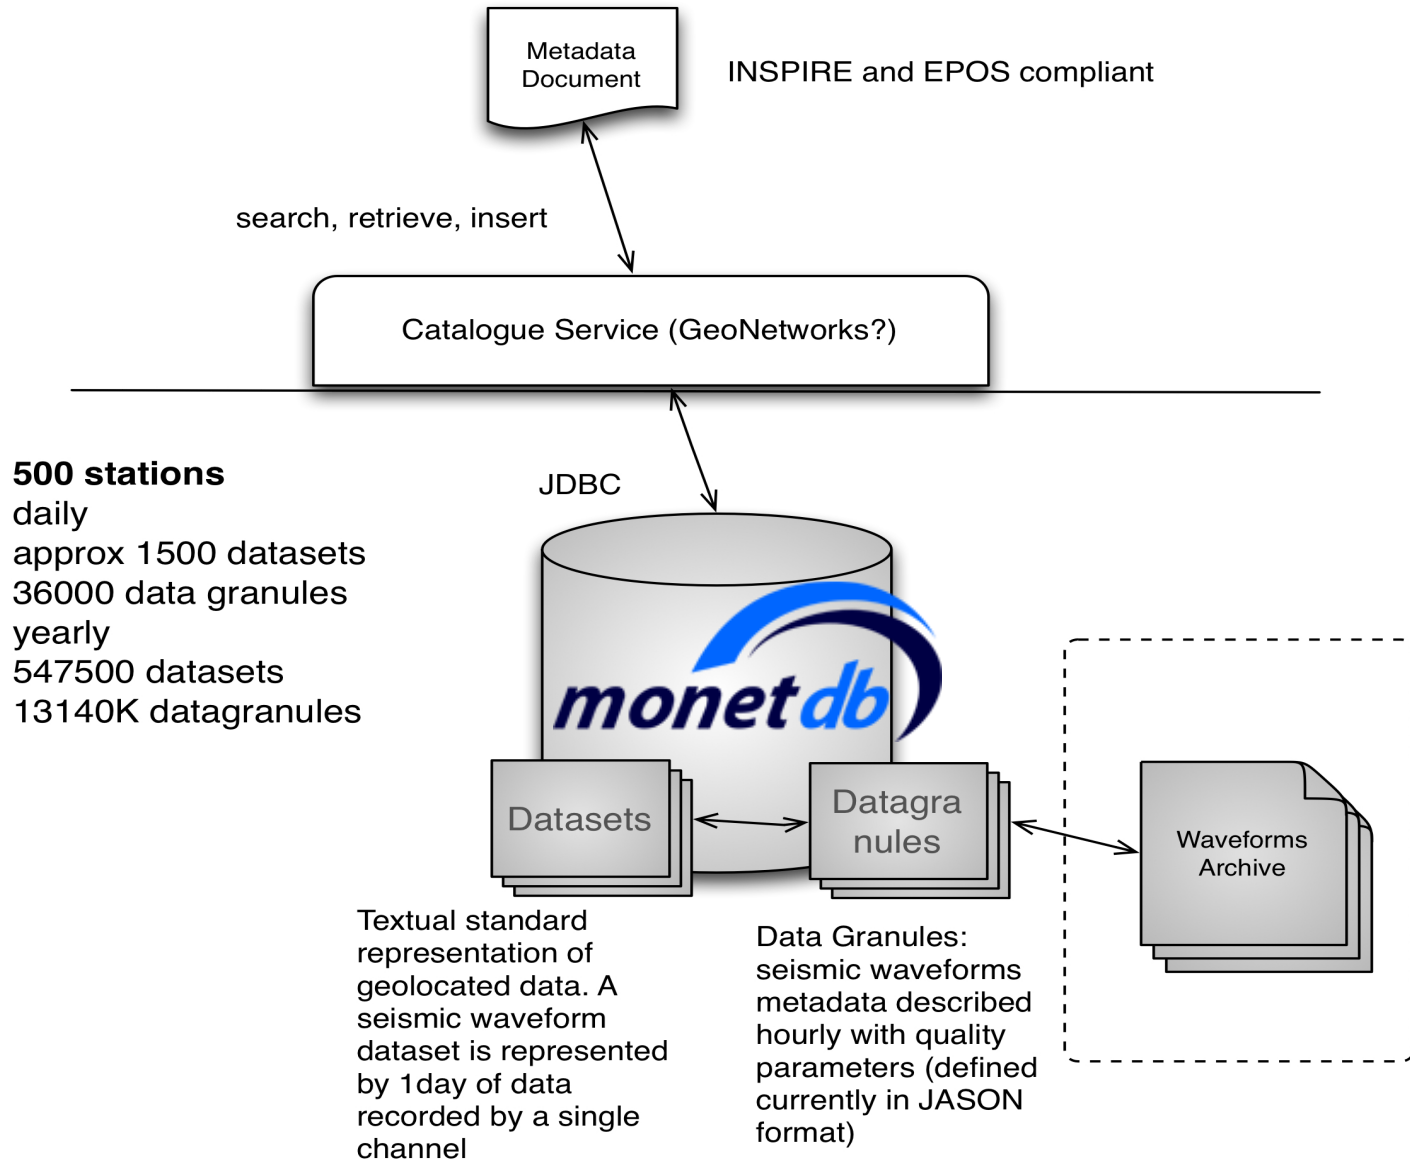 Metadata
Document
INSPIRE and EPOS compliant
search, retrieve, insert
Catalogue Service (GeoNetworks?)
JDBC
500 stations
daily
approx 1500 datasets
36000 data granules
yearly
547500 datasets
13140K datagranules
monetdb
Datasets
Datagra
nules
Waveforms
Archive
Textual standard
representation of
geolocated data. A
seismic waveform
dataset is represented
by 1day of data
recorded by a single
channel
Data Granules:
seismic waveforms
metadata described
hourly with quality
parameters (defined
currently in JASON
format)